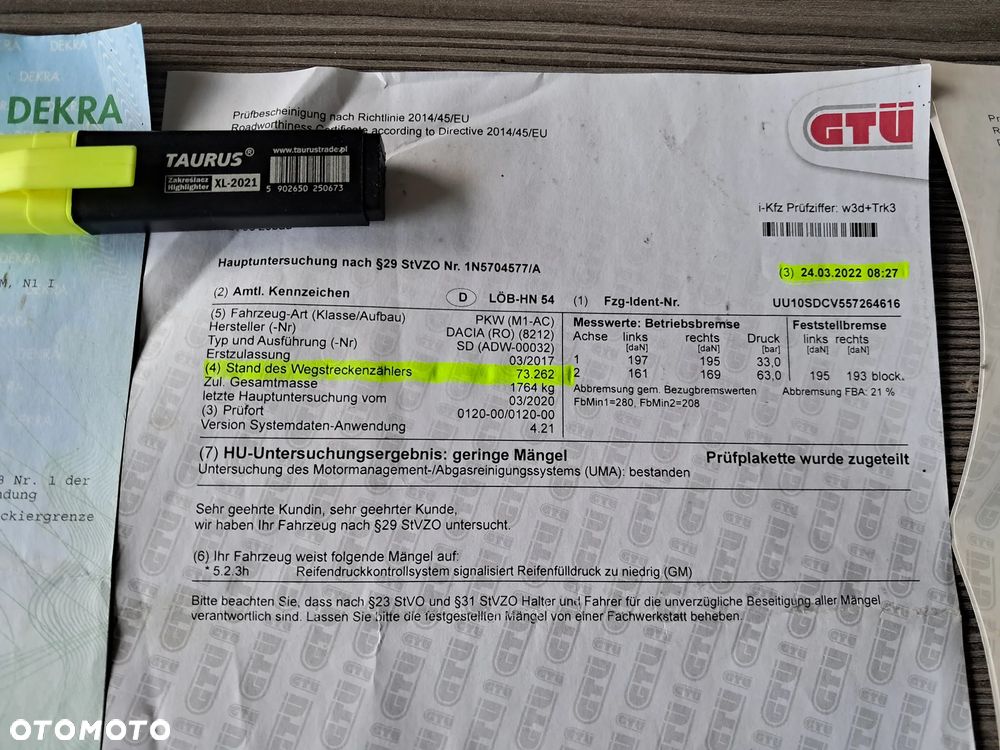 DEKRA
DEKRA
DEKRA
DEKRA
Prüfbescheinigung nach Richtlinie 2014/45/EU
Roadworthiness Certificate according to Directive 2014/45/EU
GTÜ
TAURUS®
www.taurustrade.pl
Zakreślacz
Highlighter
XL-2021
5 902650 250673
i-Kfz Prüfziffer: w3d+Trk3
Hauptuntersuchung nach §29 StVZO Nr. 1N5704577/A
(3) 24.03.2022 08:27
M, N1 I
(2) Amtl. Kennzeichen D LÖB-HN 54 (1) Fzg-Ident-Nr. UU10SDCV557264616
(5) Fahrzeug-Art (Klasse/Aufbau) PKW (M1-AC)
Hersteller (-Nr) DACIA (RO) (8212)
Typ und Ausführung (-Nr) SD (ADW-00032)
Erstzulassung 03/2017
(4) Stand des Wegstreckenzählers 73.262
Zul. Gesamtmasse 1764 kg
letzte Hauptuntersuchung vom 03/2020
(3) Prüfort 0120-00/0120-00
Version Systemdaten-Anwendung 4.21
Messwerte: Betriebsbremse Feststellbremse
Achse links rechts Druck links rechts
[daN] [daN] [bar] [daN] [daN]
1 197 195 33,0
2 161 169 63,0 195 193 block.
Abbremsung gem. Bezugbremswerten Abbremsung FBA: 21 %
FbMin1=280, FbMin2=208
(7) HU-Untersuchungsergebnis: geringe Mängel Prüfplakette wurde zugeteilt
Untersuchung des Motormanagement-/Abgasreinigungssystems (UMA): bestanden
Sehr geehrte Kundin, sehr geehrter Kunde,
wir haben Ihr Fahrzeug nach §29 StVZO untersucht.
(6) Ihr Fahrzeug weist folgende Mängel auf:
* 5.2.3h Reifendruckkontrollsystem signalisiert Reifenfülldruck zu niedrig (GM)
Bitte beachten Sie, dass nach §23 StVO und §31 StVZO Halter und Fahrer für die unverzügliche Beseitigung aller Mängel
verantwortlich sind. Lassen Sie bitte die festgestellten Mängel von einer Fachwerkstatt beheben.
Nr. 1 der
ndung
ckiergrenze
OTOMOTO